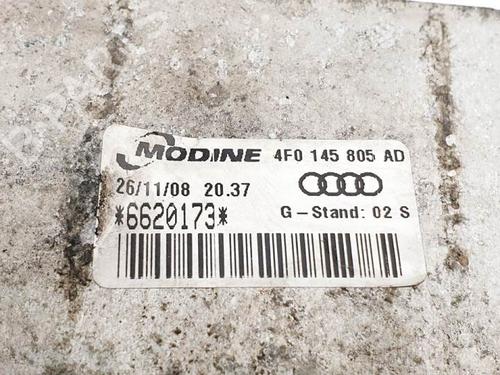 MODINE 4F0 145 805 AD
26/11/08 20.37
*6620173*
G-Stand: 02 S